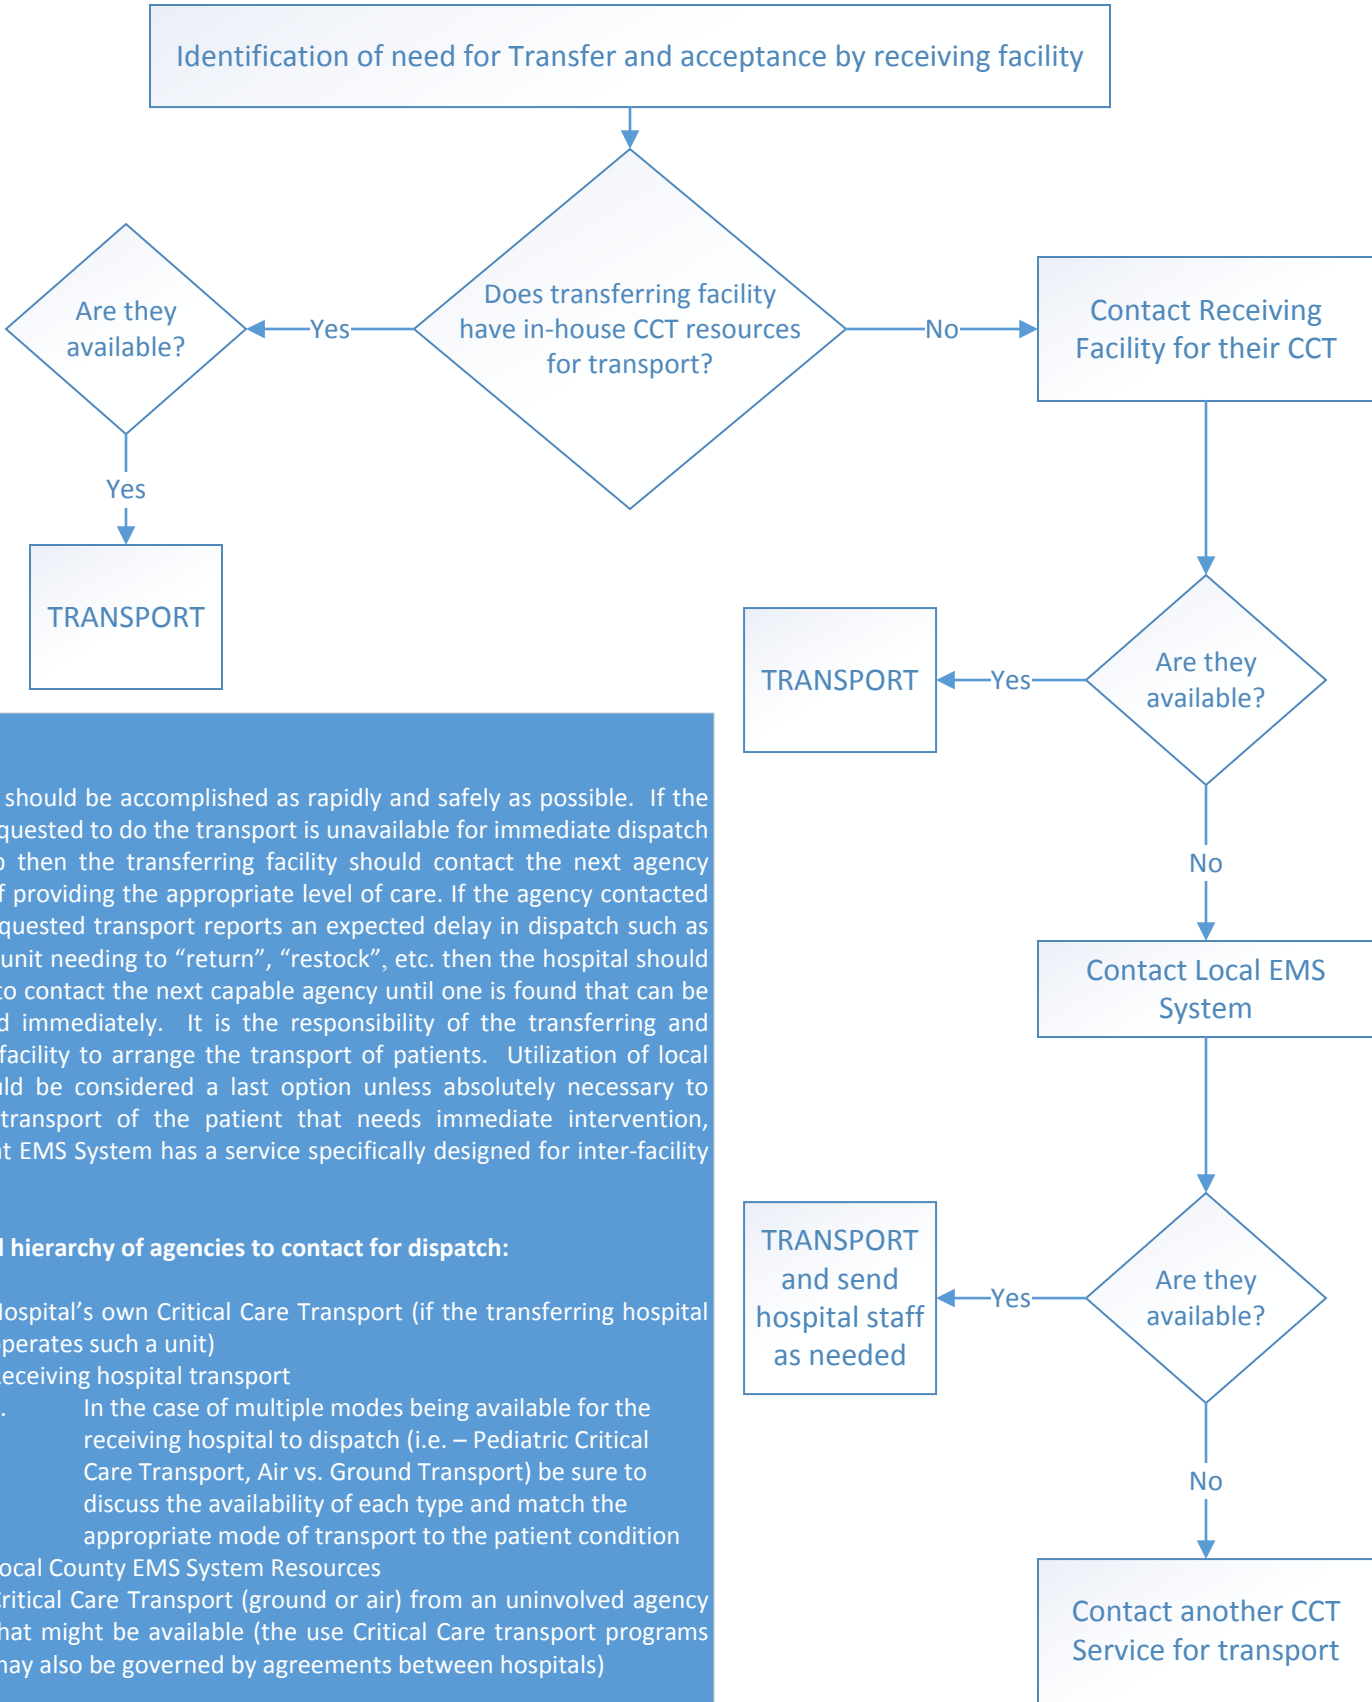 Identification of need for Transfer and acceptance by receiving facility
Does transferring facility
have in-house CCT resources
for transport?
Yes
Are they
available?
Yes
TRANSPORT
No
Contact Receiving
Facility for their CCT
Are they
available?
Yes
TRANSPORT
No
Contact Local EMS
System
Are they
available?
Yes
TRANSPORT
and send
hospital staff
as needed
No
Contact another CCT
Service for transport
should be accomplished as rapidly and safely as possible. If the
quested to do the transport is unavailable for immediate dispatch
then the transferring facility should contact the next agency
f providing the appropriate level of care. If the agency contacted
quested transport reports an expected delay in dispatch such as
unit needing to “return”, “restock”, etc. then the hospital should
to contact the next capable agency until one is found that can be
d immediately. It is the responsibility of the transferring and
facility to arrange the transport of patients. Utilization of local
uld be considered a last option unless absolutely necessary to
transport of the patient that needs immediate intervention,
at EMS System has a service specifically designed for inter-facility
hierarchy of agencies to contact for dispatch:
Hospital’s own Critical Care Transport (if the transferring hospital
operates such a unit)
Receiving hospital transport
. In the case of multiple modes being available for the
receiving hospital to dispatch (i.e. – Pediatric Critical
Care Transport, Air vs. Ground Transport) be sure to
discuss the availability of each type and match the
appropriate mode of transport to the patient condition
Local County EMS System Resources
Critical Care Transport (ground or air) from an uninvolved agency
that might be available (the use Critical Care transport programs
may also be governed by agreements between hospitals)